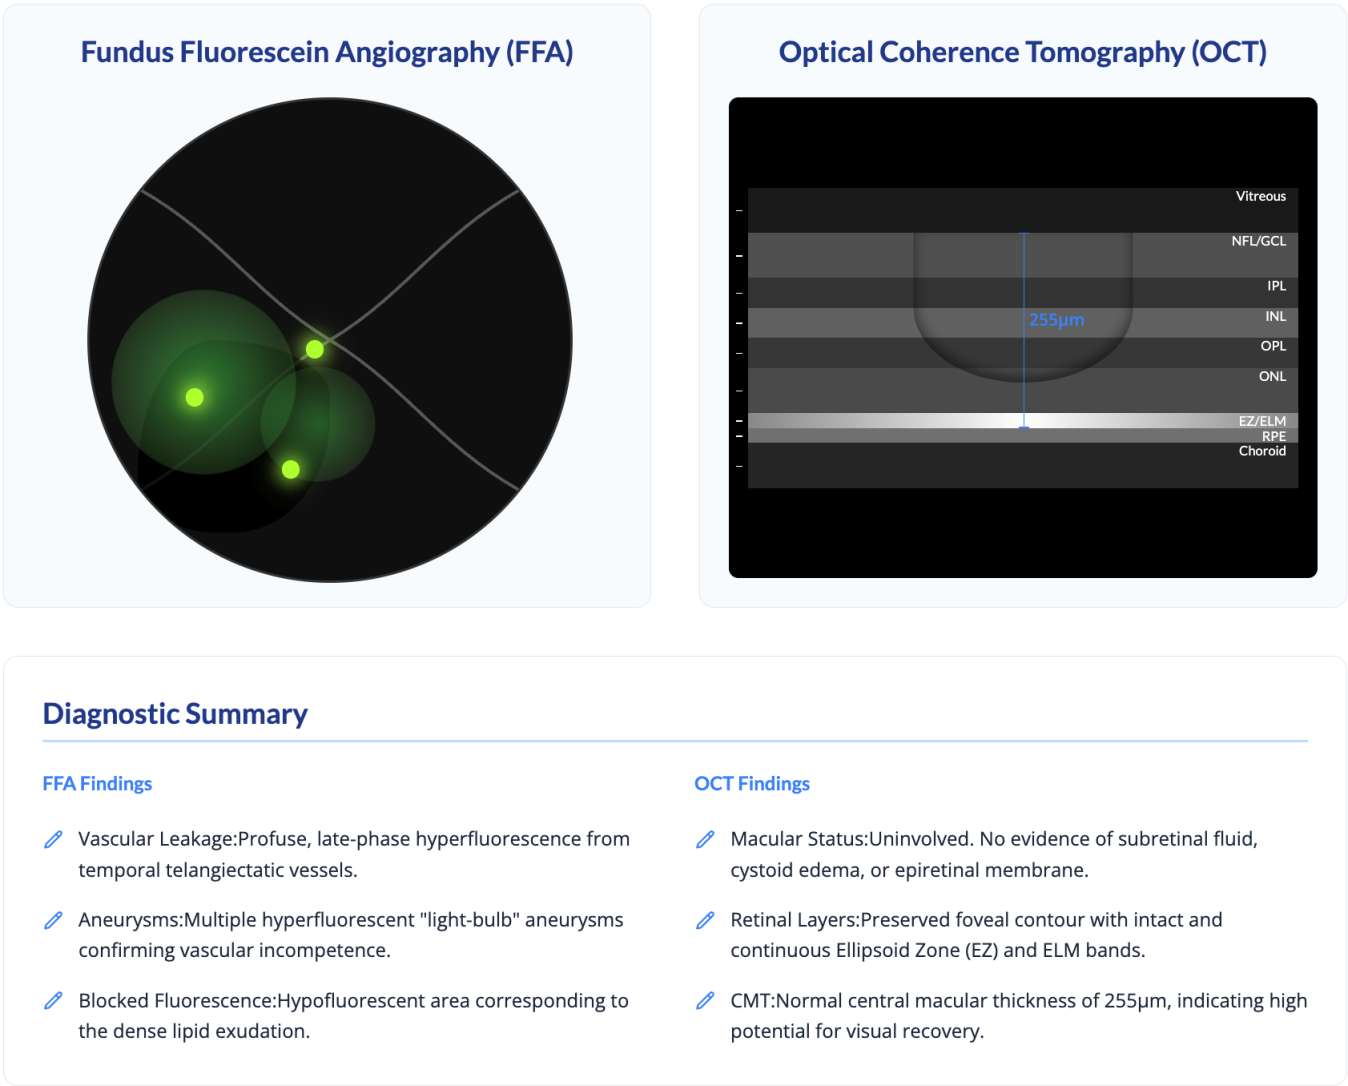 Fundus Fluorescein Angiography (FFA)
Optical Coherence Tomography (OCT)
Vitreous
NFL/GCL
IPL
INL
255μm
OPL
ONL
EZ/ELM
RPE
Choroid
Diagnostic Summary
FFA Findings
Vascular Leakage:Profuse, late-phase hyperfluorescence from
temporal telangiectatic vessels.
Aneurysms:Multiple hyperfluorescent "light-bulb" aneurysms
confirming vascular incompetence.
Blocked Fluorescence:Hypofluorescent area corresponding to
the dense lipid exudation.
OCT Findings
Macular Status:Uninvolved. No evidence of subretinal fluid,
cystoid edema, or epiretinal membrane.
Retinal Layers:Preserved foveal contour with intact and
continuous Ellipsoid Zone (EZ) and ELM bands.
CMT:Normal central macular thickness of 255μm, indicating high
potential for visual recovery.